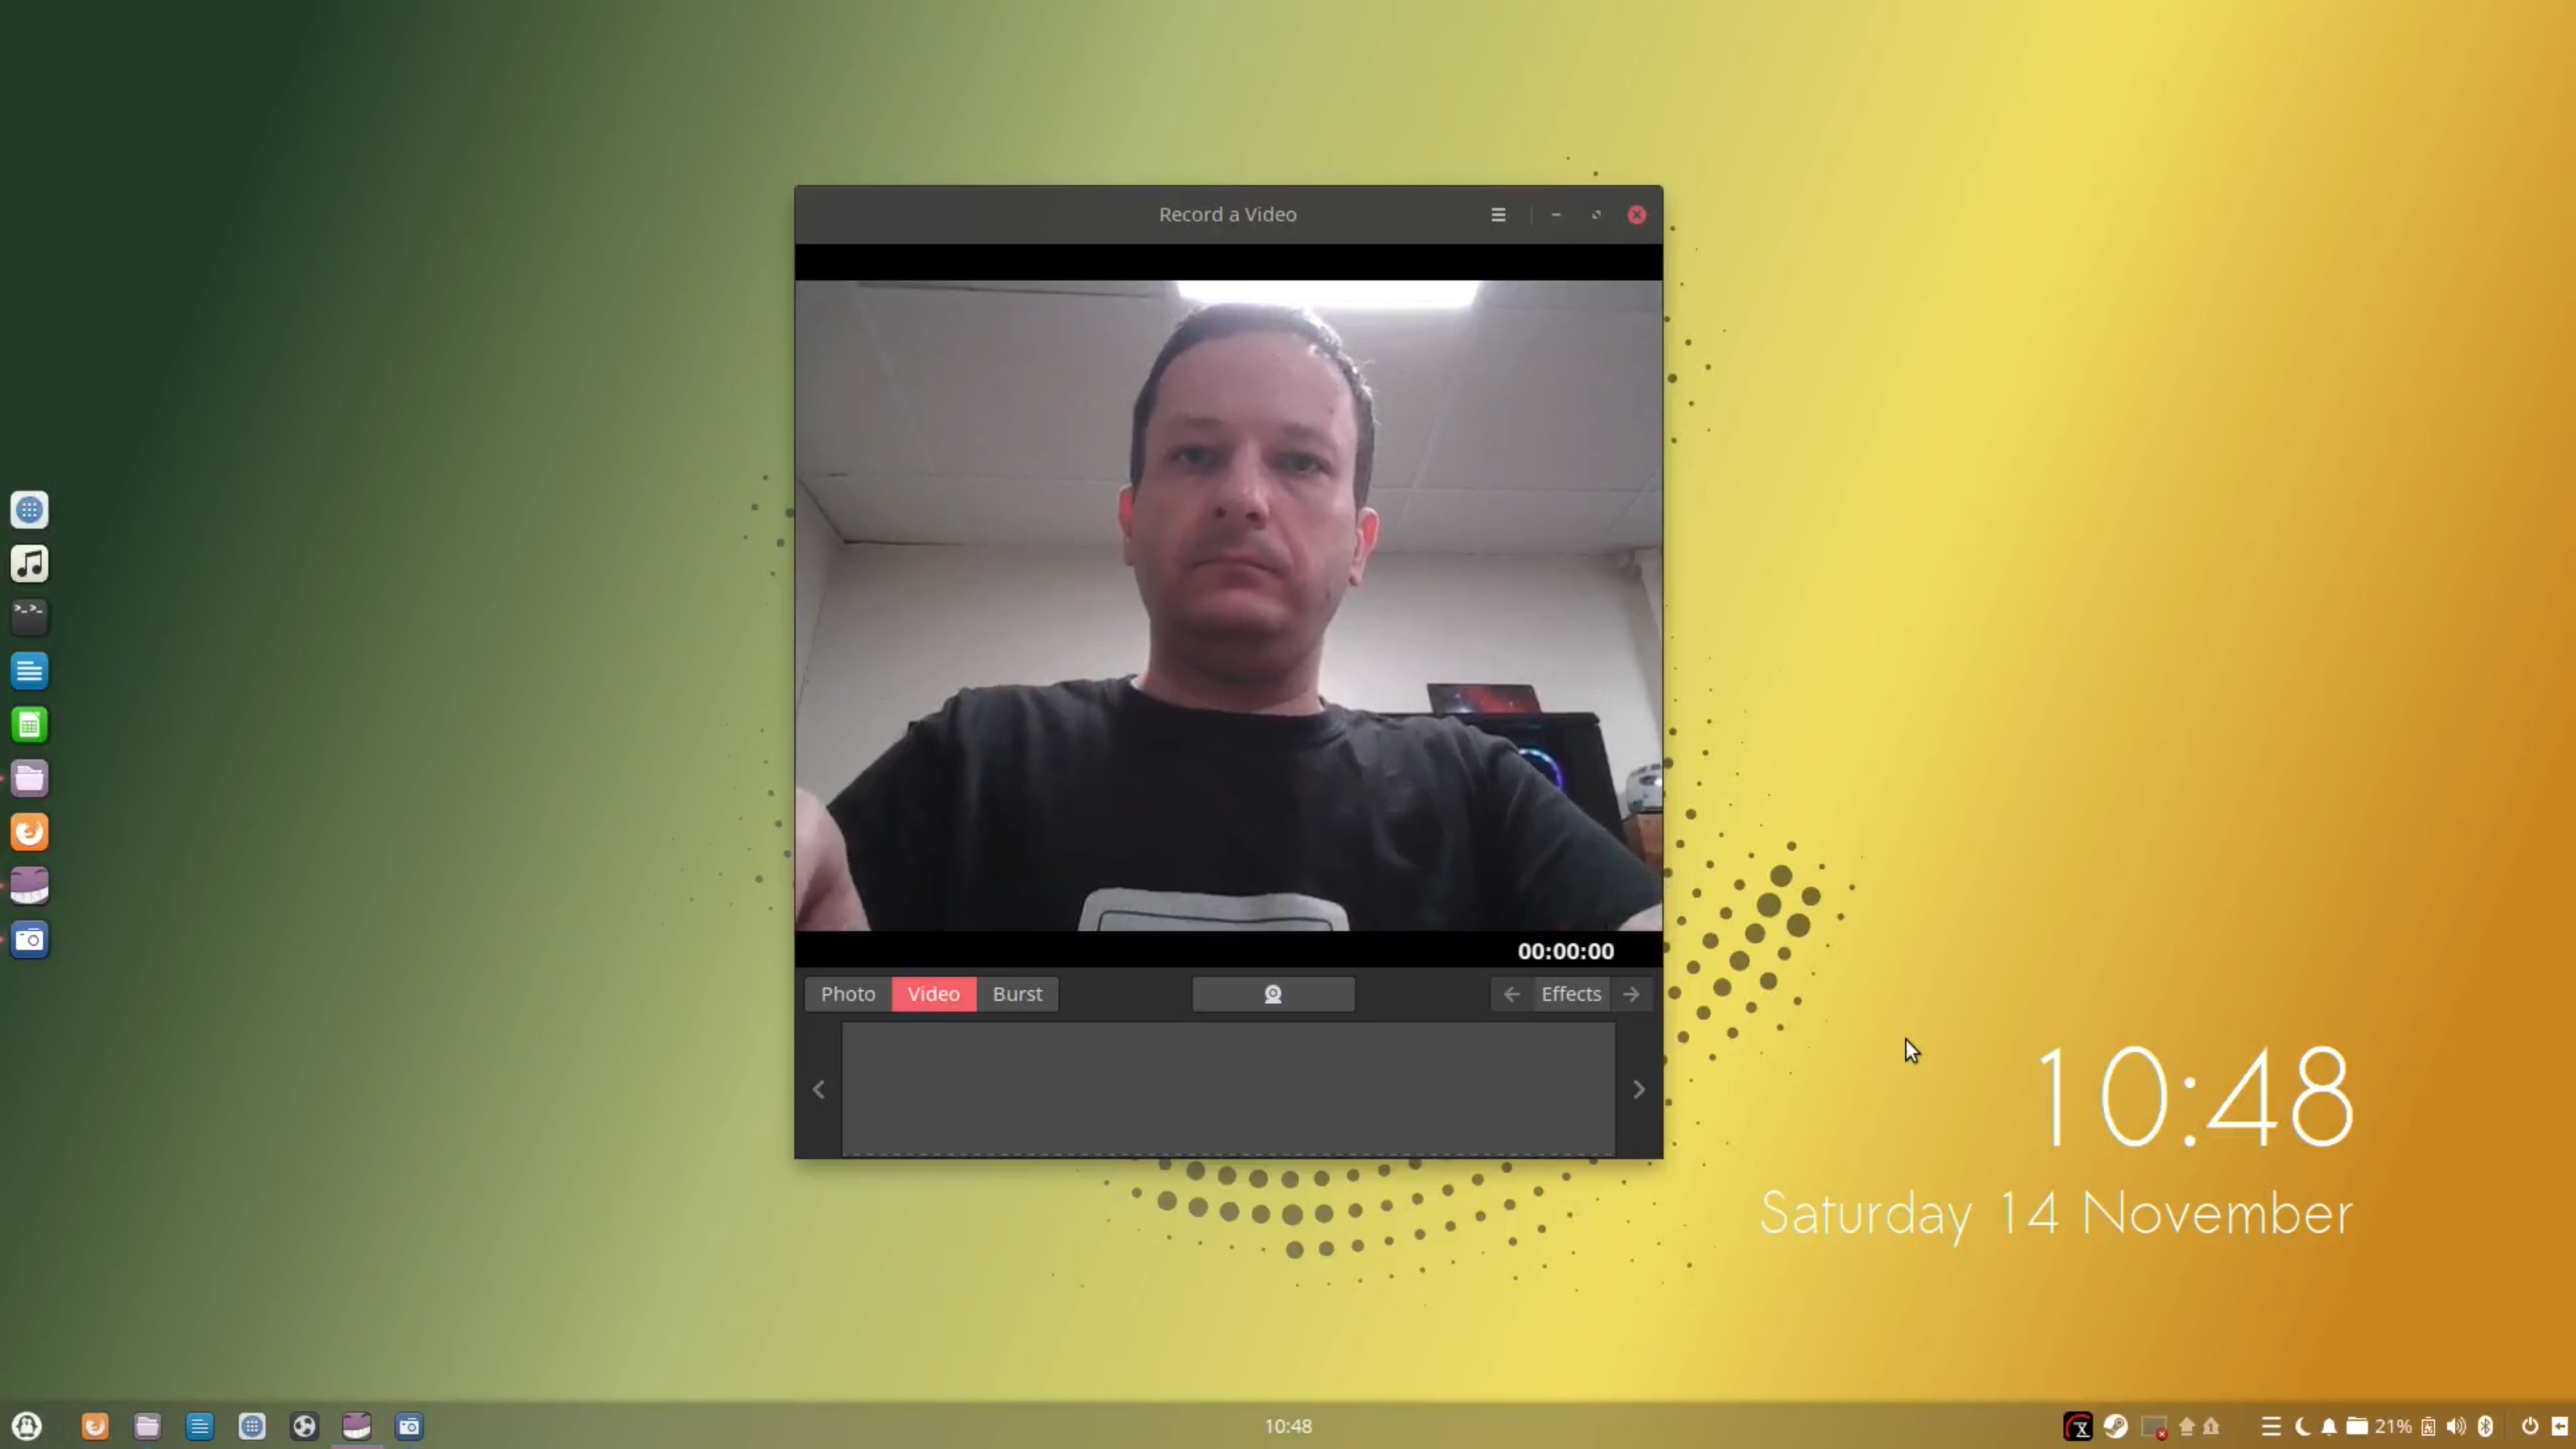 Record a Video
00:00:00
Photo Video Burst Effects
10:48
Saturday 14 November
10:48 21%